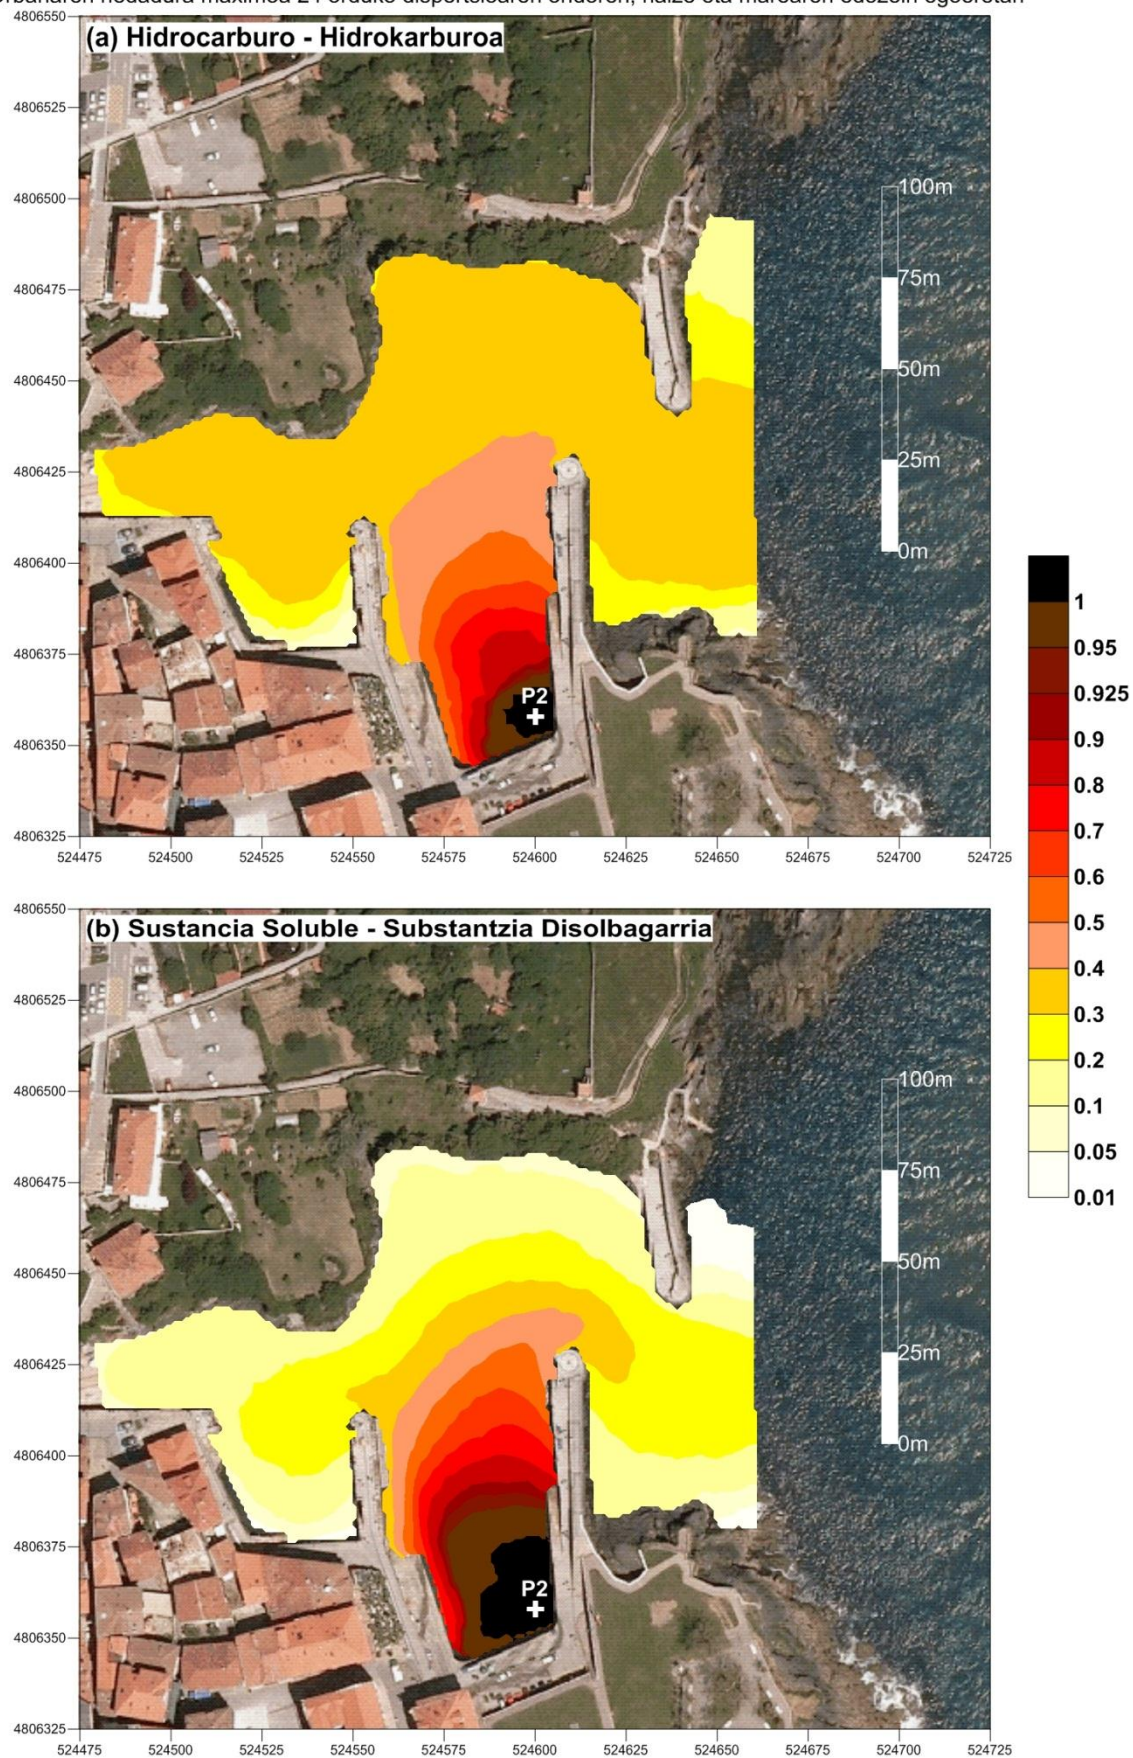 (a) Hidrocarburo - Hidrokarburoa
4806550
4806525
4806500
4806475
4806450
4806425
4806400
4806375
4806350
4806325
524475 524500 524525 524550 524575 524600 524625 524650 524675 524700 524725
100m
75m
50m
25m
0m
P2
1
0.95
0.925
0.9
0.8
0.7
0.6
0.5
0.4
0.3
0.2
0.1
0.05
0.01
(b) Sustancia Soluble - Substantzia Disolbagarria
4806550
4806525
4806500
4806475
4806450
4806425
4806400
4806375
4806350
4806325
524475 524500 524525 524550 524575 524600 524625 524650 524675 524700 524725
100m
75m
50m
25m
0m
P2